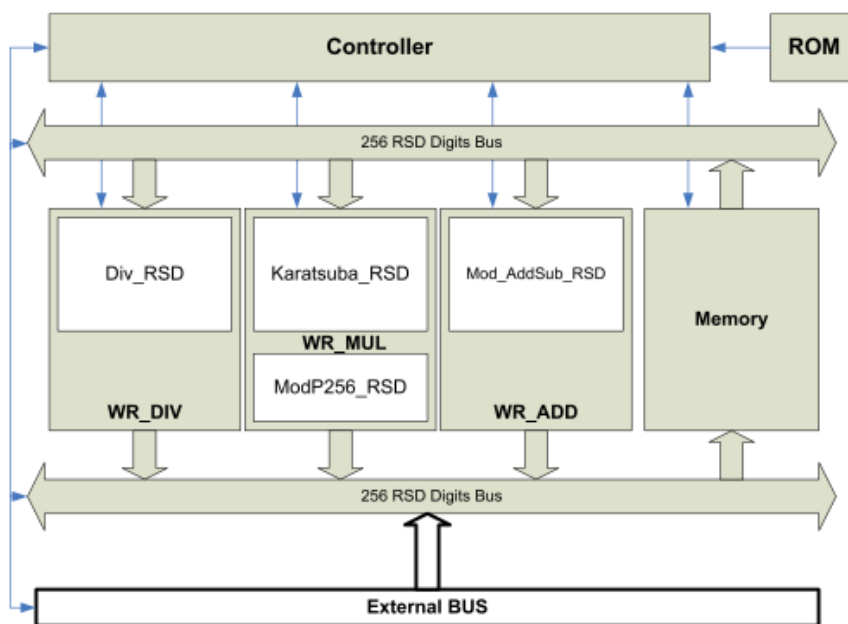 Controller
ROM
256 RSD Digits Bus
Div_RSD
Karatsuba_RSD
Mod_AddSub_RSD
Memory
WR_MUL
ModP256_RSD
WR_DIV
WR_ADD
256 RSD Digits Bus
External BUS